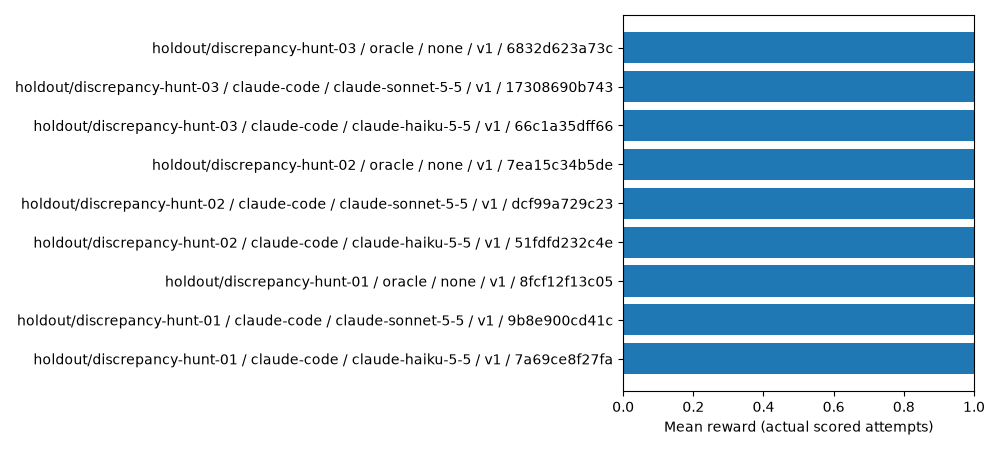 holdout/discrepancy-hunt-03 / oracle / none / v1 / 6832d623a73c
holdout/discrepancy-hunt-03 / claude-code / claude-sonnet-5-5 / v1 / 17308690b743
holdout/discrepancy-hunt-03 / claude-code / claude-haiku-5-5 / v1 / 66c1a35dff66
holdout/discrepancy-hunt-02 / oracle / none / v1 / 7ea15c34b5de
holdout/discrepancy-hunt-02 / claude-code / claude-sonnet-5-5 / v1 / dcf99a729c23
holdout/discrepancy-hunt-02 / claude-code / claude-haiku-5-5 / v1 / 51fdfd232c4e
holdout/discrepancy-hunt-01 / oracle / none / v1 / 8fcf12f13c05
holdout/discrepancy-hunt-01 / claude-code / claude-sonnet-5-5 / v1 / 9b8e900cd41c
holdout/discrepancy-hunt-01 / claude-code / claude-haiku-5-5 / v1 / 7a69ce8f27fa
0.0 0.2 0.4 0.6 0.8 1.0
Mean reward (actual scored attempts)